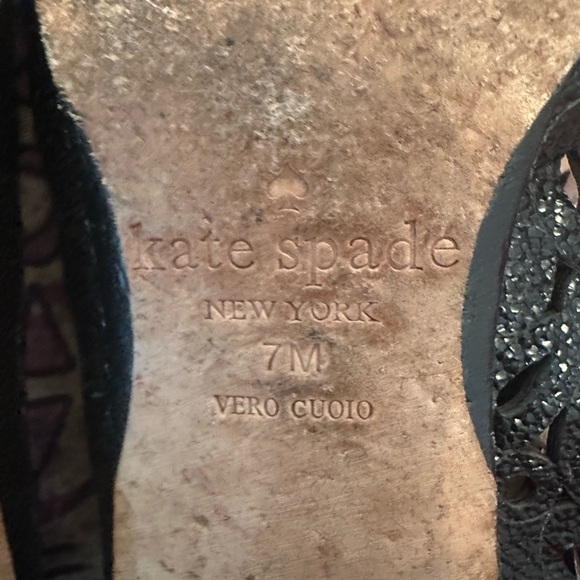 kate spade
NEW YORK
7M
VERO CUOIO